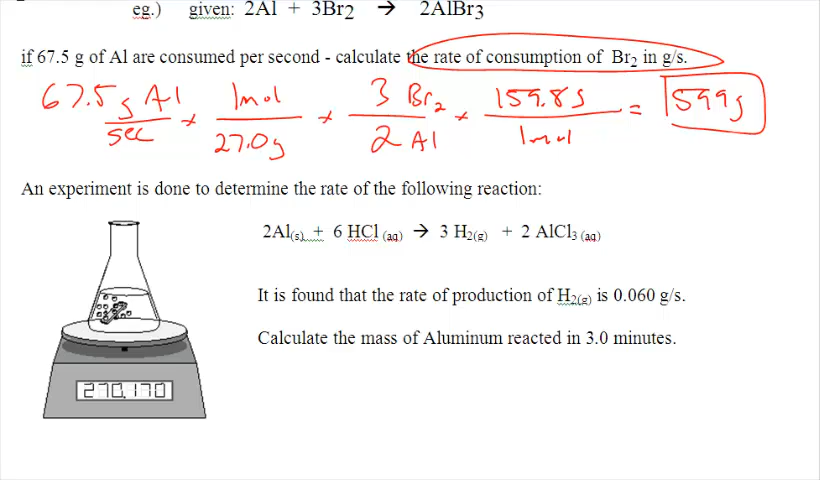 eg.) given: 2Al + 3Br2 → 2AlBr3
if 67.5 g of Al are consumed per second - calculate the rate of consumption of Br2 in g/s.
67.5 g Al / sec × 1 mol / 27.0 g × 3 Br2 / 2 Al × 159.8 g / 1 mol = 599 g
An experiment is done to determine the rate of the following reaction:
2Al(s) + 6 HCl (aq) → 3 H2(g) + 2 AlCl3 (aq)
It is found that the rate of production of H2(g) is 0.060 g/s.
Calculate the mass of Aluminum reacted in 3.0 minutes.
270.170